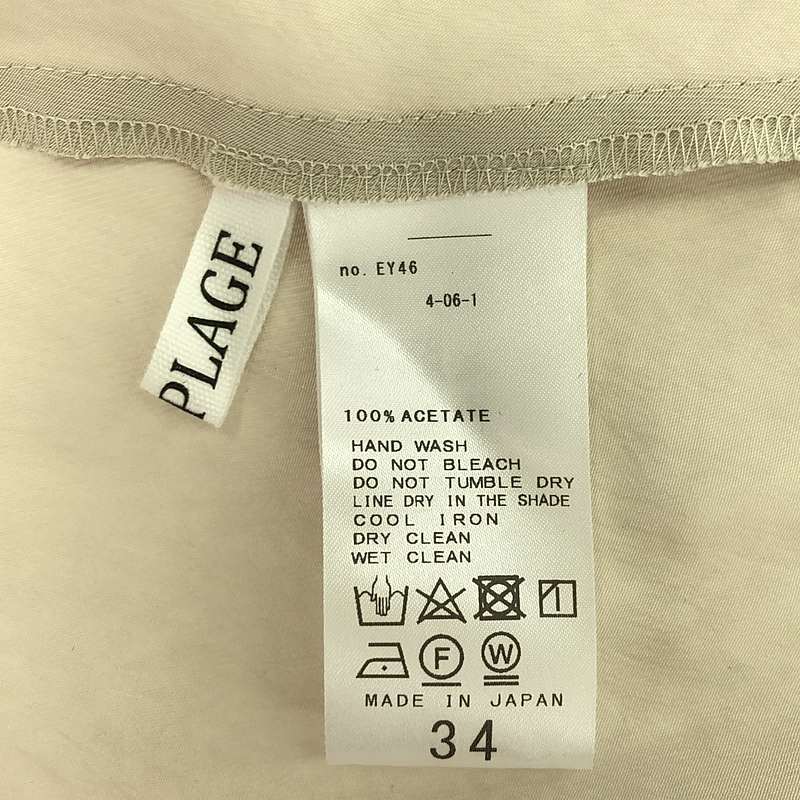 PLAGE
no. EY46
4-06-1
100% ACETATE
HAND WASH
DO NOT BLEACH
DO NOT TUMBLE DRY
LINE DRY IN THE SHADE
COOL IRON
DRY CLEAN
WET CLEAN
F W
MADE IN JAPAN
34